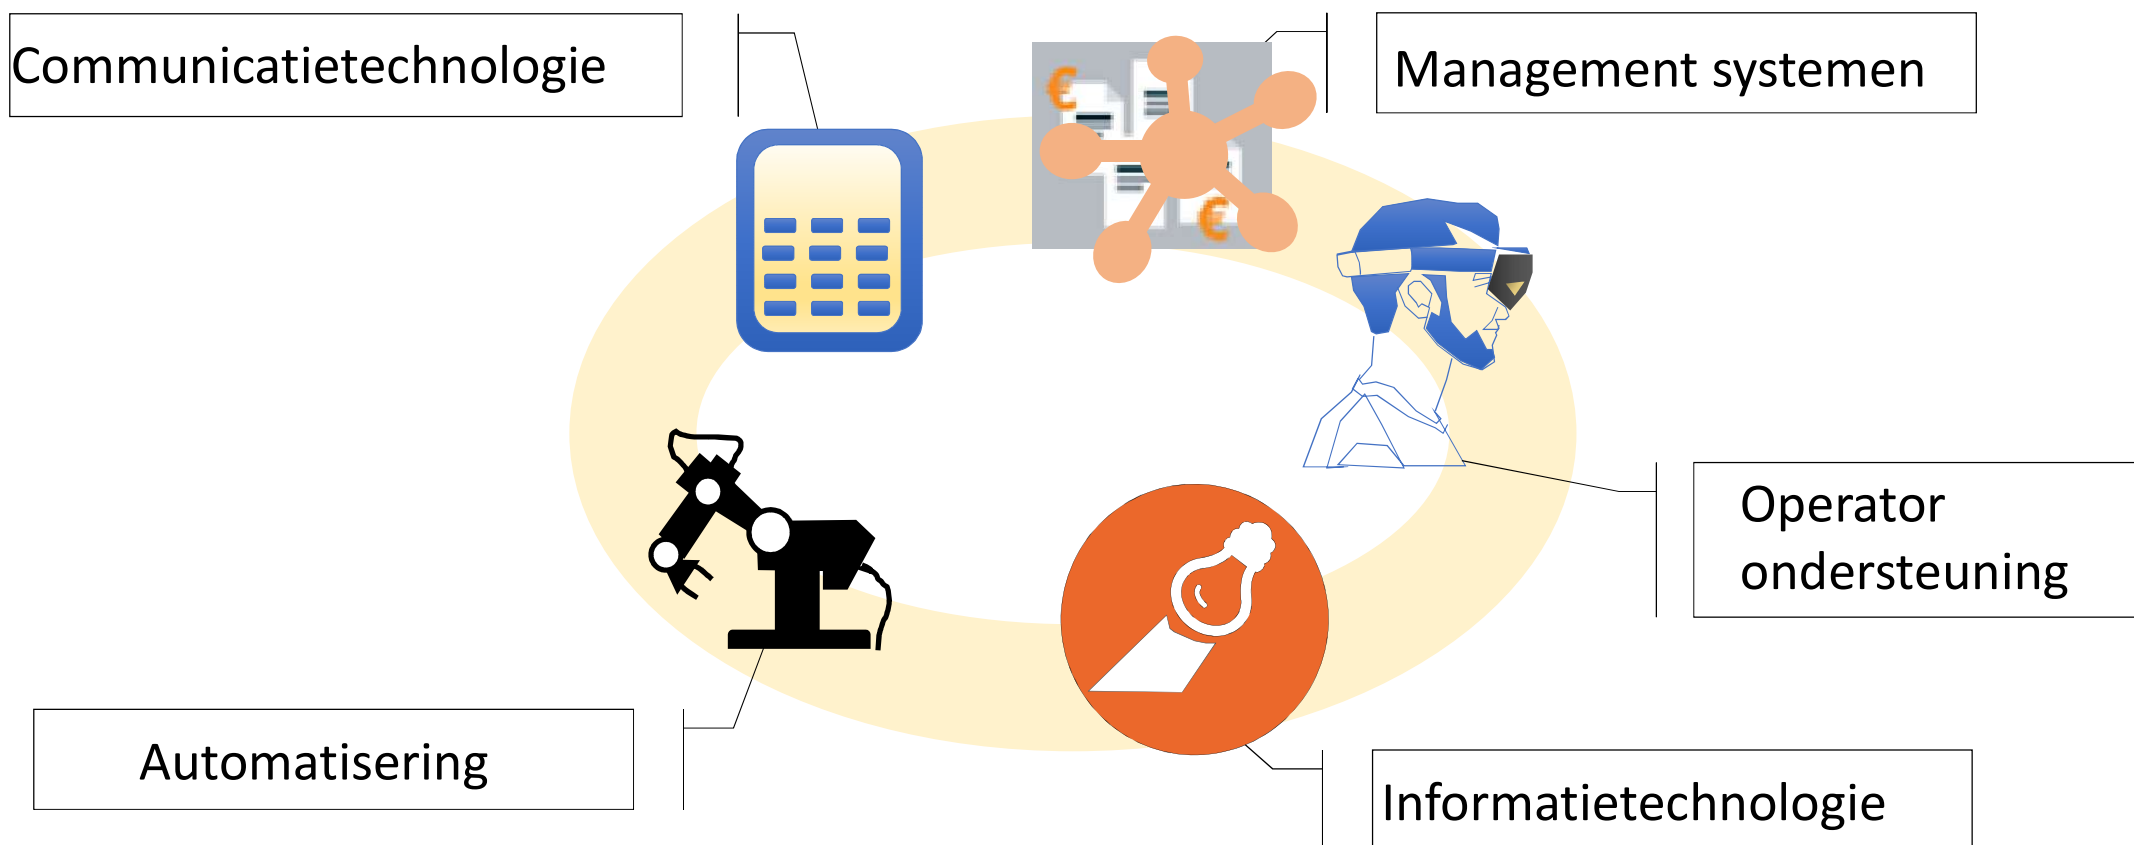 Communicatietechnologie
Management systemen
Operator
ondersteuning
Automatisering
Informatietechnologie
€
€